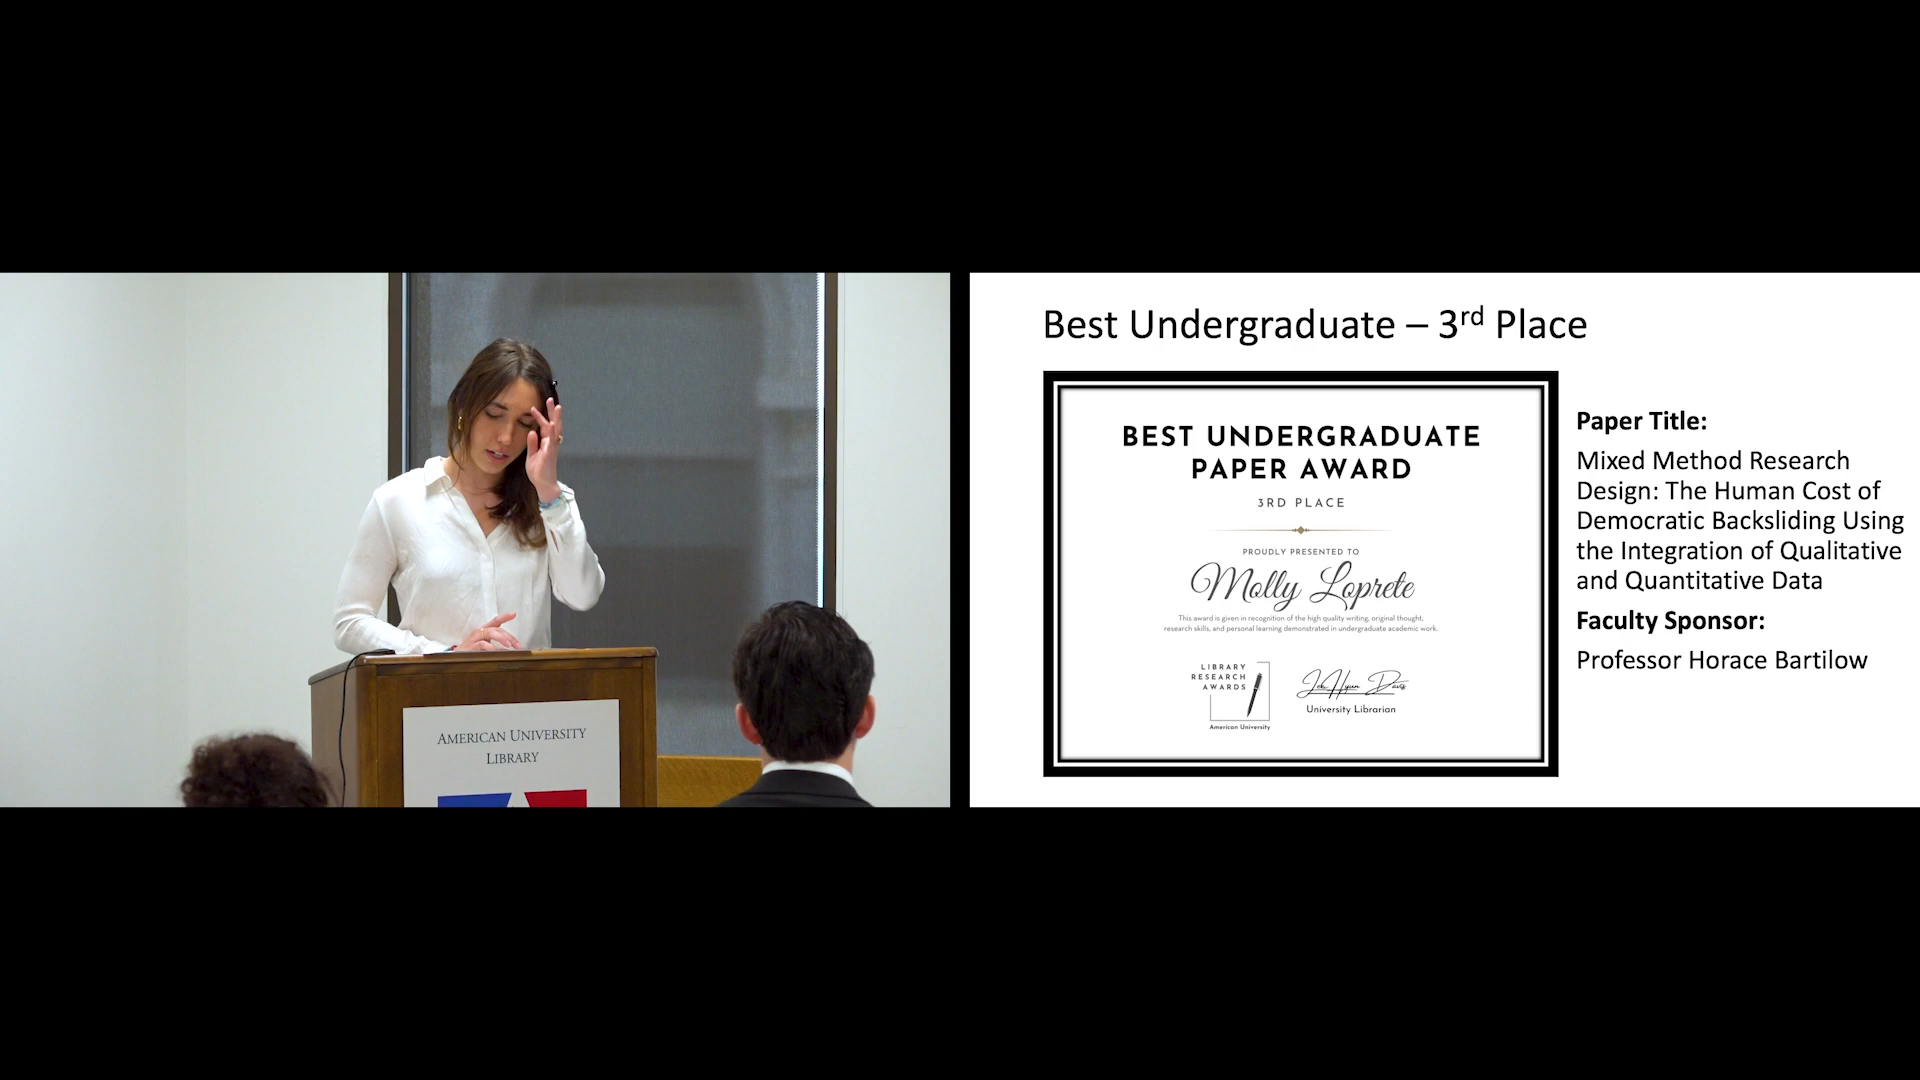 AMERICAN UNIVERSITY
LIBRARY
Best Undergraduate – 3rd Place
BEST UNDERGRADUATE
PAPER AWARD
3RD PLACE
PROUDLY PRESENTED TO
Molly Loprete
This award is given in recognition of the high quality writing, original thought,
research skills, and personal learning demonstrated in undergraduate academic work.
LIBRARY
RESEARCH
AWARDS
American University
University Librarian
Paper Title:
Mixed Method Research
Design: The Human Cost of
Democratic Backsliding Using
the Integration of Qualitative
and Quantitative Data
Faculty Sponsor:
Professor Horace Bartilow